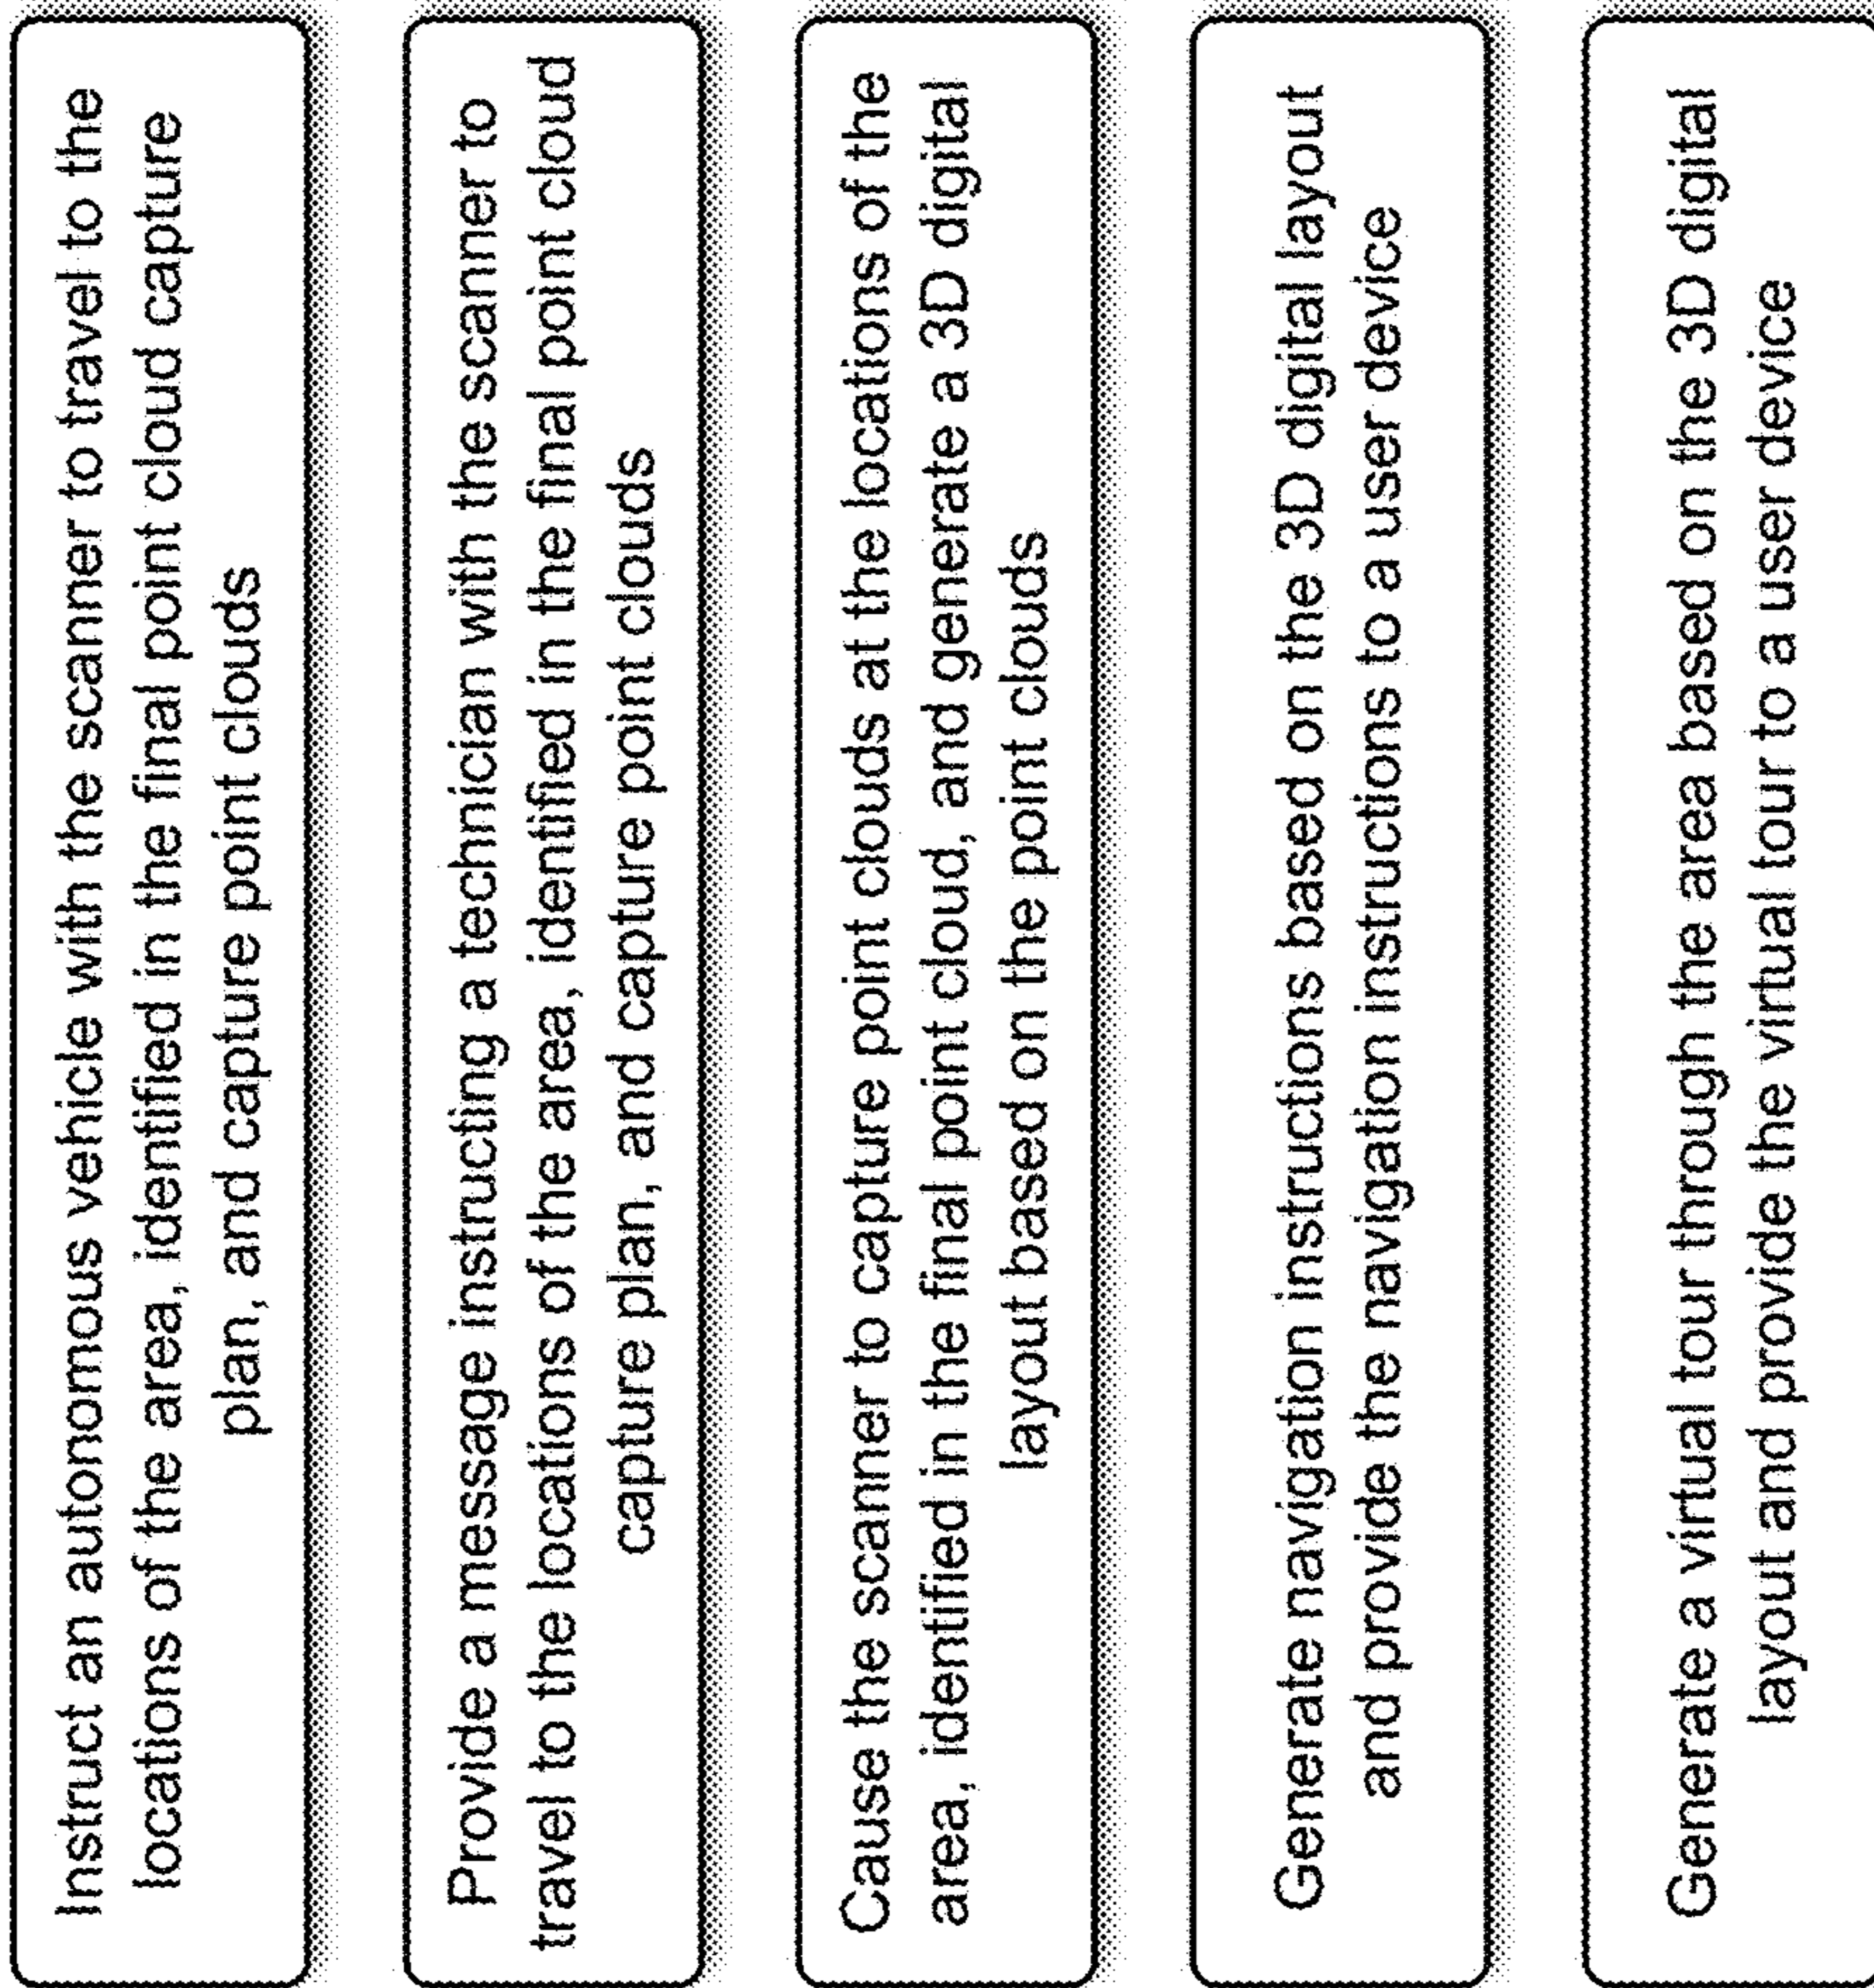 Instruct an autonomous vehicle with the scanner to travel to the
locations of the area, identified in the final point cloud capture
plan, and capture point clouds
Provide a message instructing a technician with the scanner to
travel to the locations of the area, identified in the final point cloud
capture plan, and capture point clouds
Cause the scanner to capture point clouds at the locations of the
area, identified in the final point cloud, and generate a 3D digital
layout based on the point clouds
Generate navigation instructions based on the 3D digital layout
and provide the navigation instructions to a user device
Generate a virtual tour through the area based on the 3D digital
layout and provide the virtual tour to a user device